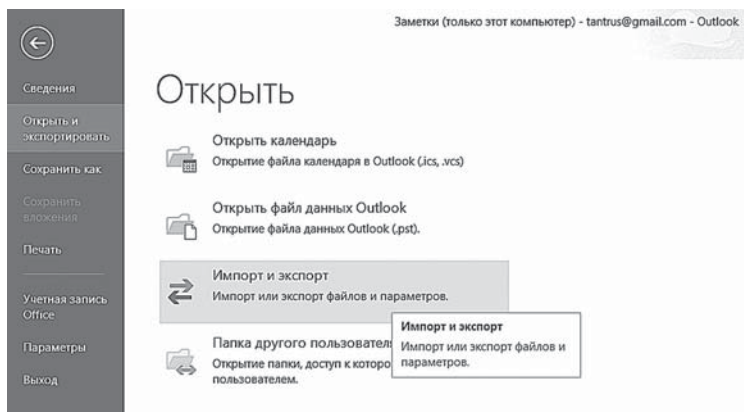 Заметки (только этот компьютер) - tantrus@gmail.com - Outlook
Сведения
Открыть и
экспортировать
Сохранить как
Сохранить
вложения
Печать
Учетная запись
Office
Параметры
Выход
Открыть
Открыть календарь
Открытие файла календаря в Outlook (.ics, .vcs)
Открыть файл данных Outlook
Открытие файла данных Outlook (.pst).
Импорт и экспорт
Импорт или экспорт файлов и параметров.
Папка другого пользовател
Открытие папки, доступ к которо
пользователем.
Импорт и экспорт
Импорт или экспорт файлов и
параметров.